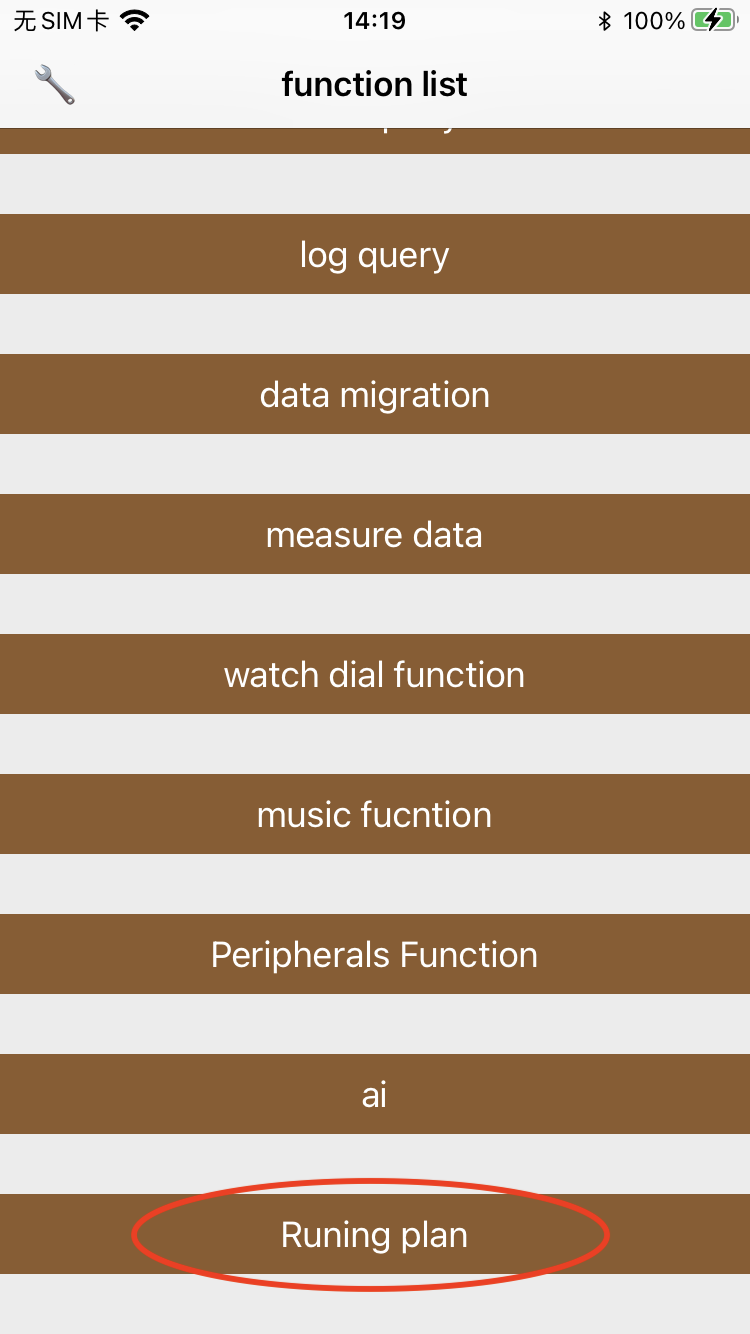 无SIM卡
14:19
100%
function list
log query
data migration
measure data
watch dial function
music fucntion
Peripherals Function
ai
Runing plan